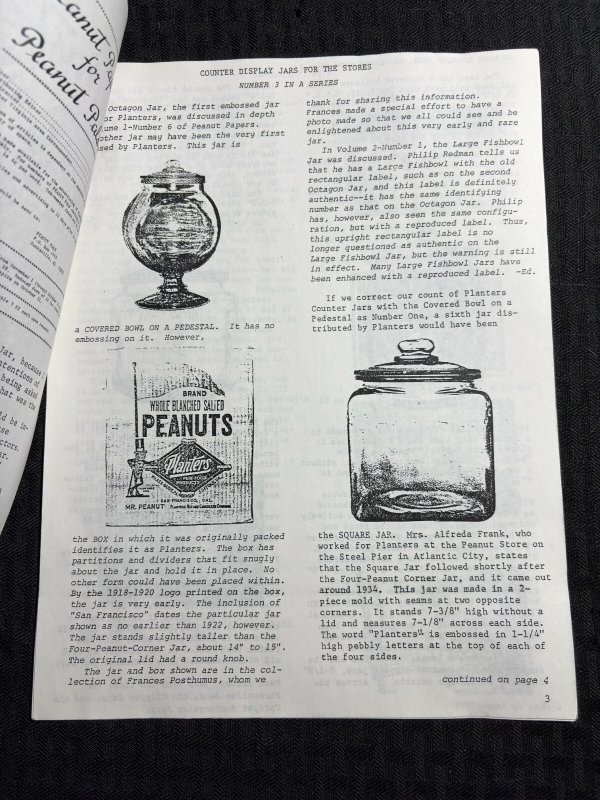 Peanut Pa
for
Peanut Pa
COUNTER DISPLAY JARS FOR THE STORES
NUMBER 3 IN A SERIES
Octagon Jar, the first embossed jar
or Planters, was discussed in depth
lume 1-Number 6 of Peanut Papers.
other jar may have been the very first
sed by Planters. This jar is
a COVERED BOWL ON A PEDESTAL. It has no
embossing on it. However,
BRAND
WHOLE BLANCHED SALTED
PEANUTS
Planters
SAN FRANCISCO, CAL.
MR. PEANUT
PLANTERS NUT AND CHOCOLATE COMPANY
the BOX in which it was originally packed
identifies it as Planters. The box has
partitions and dividers that fit snugly
about the jar and hold it in place. No
other form could have been placed within.
By the 1918-1920 logo printed on the box,
the jar is very early. The inclusion of
"San Francisco" dates the particular jar
shown as no earlier than 1922, however.
The jar stands slightly taller than the
Four-Peanut-Corner Jar, about 14" to 15".
The original lid had a round knob.
The jar and box shown are in the col-
lection of Frances Posthumus, whom we
thank for sharing this information.
Frances made a special effort to have a
photo made so that we all could see and be
enlightened about this very early and rare
jar.
In Volume 2-Number 1, the Large Fishbowl
Jar was discussed. Philip Redman tells us
that he has a Large Fishbowl with the old
rectangular label, such as on the second
Octagon Jar, and this label is definitely
authentic--it has the same identifying
number as that on the Octagon Jar. Philip
has, however, also seen the same configu-
ration, but with a reproduced label. Thus,
this upright rectangular label is no
longer questioned as authentic on the
Large Fishbowl Jar, but the warning is still
in effect. Many Large Fishbowl Jars have
been enhanced with a reproduced label. -Ed.
If we correct our count of Planters
Counter Jars with the Covered Bowl on a
Pedestal as Number One, a sixth jar dis-
tributed by Planters would have been
the SQUARE JAR. Mrs. Alfreda Frank, who
worked for Planters at the Peanut Store on
the Steel Pier in Atlantic City, states
that the Square Jar followed shortly after
the Four-Peanut Corner Jar, and it came out
around 1934. This jar was made in a 2-
piece mold with seams at two opposite
corners. It stands 7-3/8" high without a
lid and measures 7-1/8" across each side.
The word "Planters" is embossed in 1-1/4"
high pebbly letters at the top of each of
the four sides.
continued on page 4
3